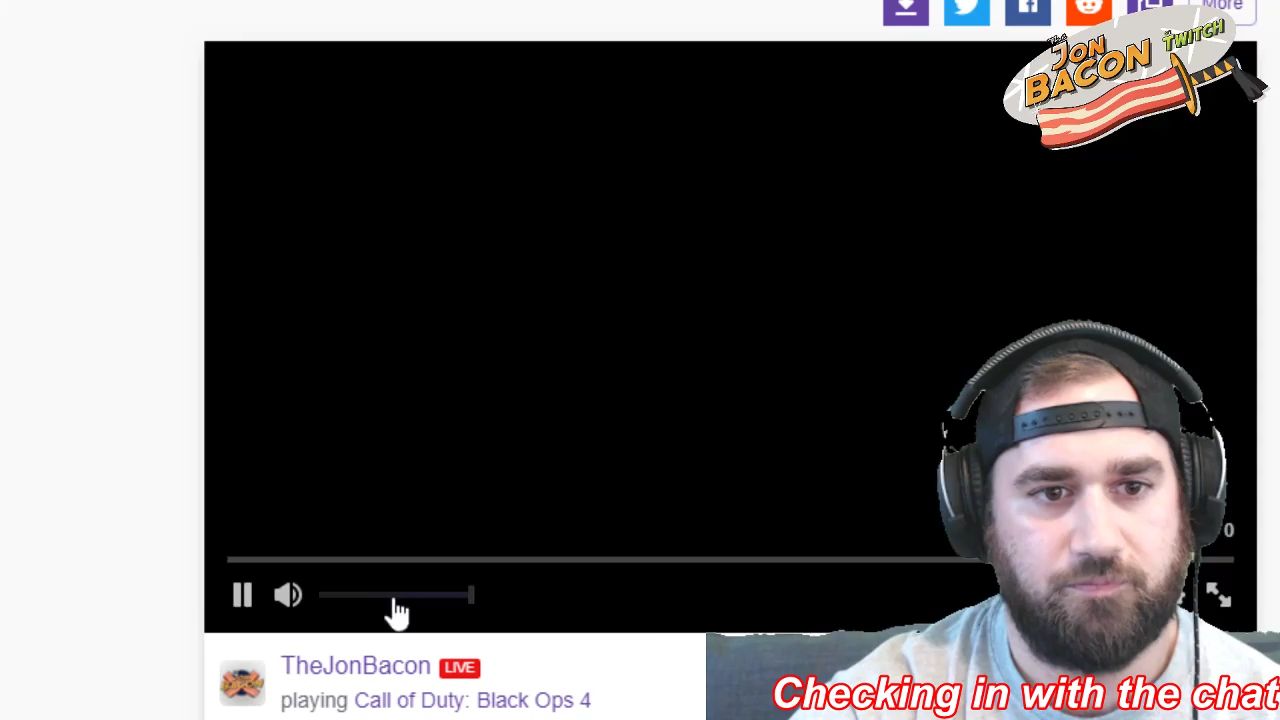 More
The
JON
BACON
on
TWITCH
0
TheJonBacon LIVE
playing Call of Duty: Black Ops 4
Checking in with the chat